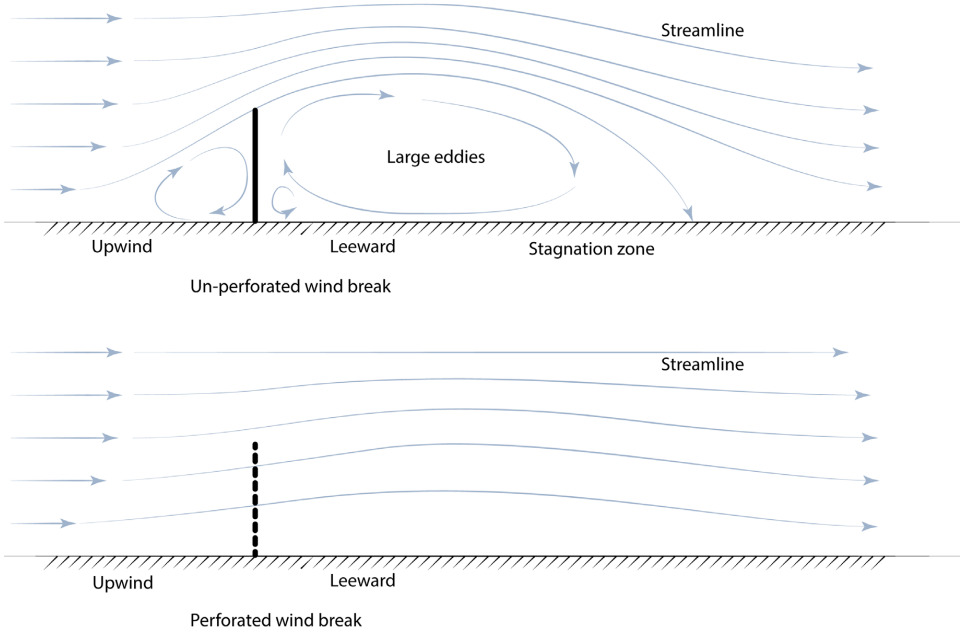 Streamline
Large eddies
Upwind
Leeward
Stagnation zone
Un-perforated wind break
Streamline
Upwind
Leeward
Perforated wind break